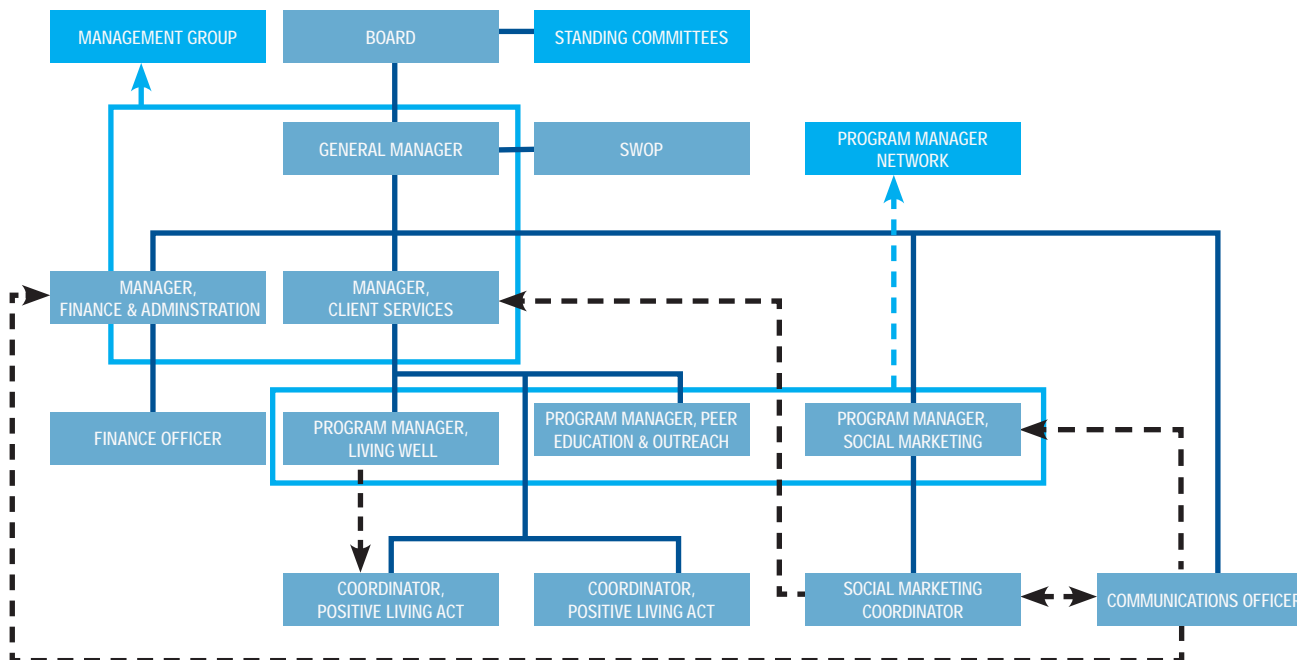 MANAGEMENT GROUP
BOARD
STANDING COMMITTEES
GENERAL MANAGER
SWOP
PROGRAM MANAGER
NETWORK
MANAGER,
FINANCE & ADMINSTRATION
MANAGER,
CLIENT SERVICES
FINANCE OFFICER
PROGRAM MANAGER,
LIVING WELL
PROGRAM MANAGER, PEER
EDUCATION & OUTREACH
PROGRAM MANAGER,
SOCIAL MARKETING
COORDINATOR,
POSITIVE LIVING ACT
COORDINATOR,
POSITIVE LIVING ACT
SOCIAL MARKETING
COORDINATOR
COMMUNICATIONS OFFICER